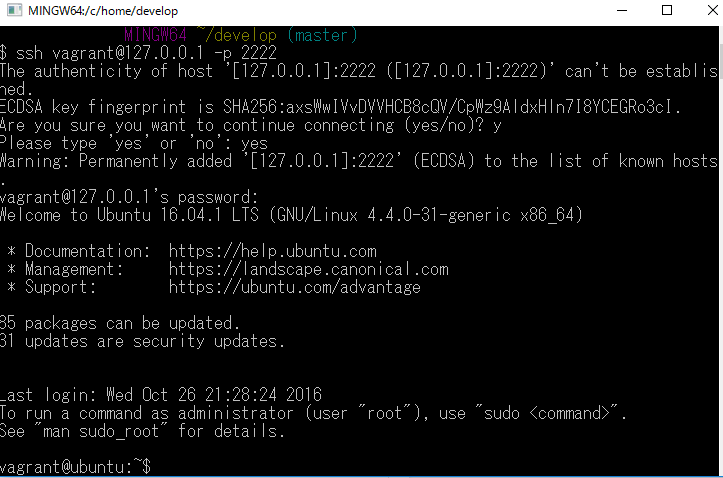 MINGW64:/c/home/develop
MINGW64 ~/develop (master)
$ ssh vagrant@127.0.0.1 -p 2222
The authenticity of host '[127.0.0.1]:2222 ([127.0.0.1]:2222)' can't be establis
hed.
ECDSA key fingerprint is SHA256:axsWwIVvDVVHCB8cQV/CpWz9AldxHln7I8YCEGRo3cI.
Are you sure you want to continue connecting (yes/no)? y
Please type 'yes' or 'no': yes
Warning: Permanently added '[127.0.0.1]:2222' (ECDSA) to the list of known hosts
.
vagrant@127.0.0.1's password:
Welcome to Ubuntu 16.04.1 LTS (GNU/Linux 4.4.0-31-generic x86_64)
* Documentation:  https://help.ubuntu.com
* Management:     https://landscape.canonical.com
* Support:        https://ubuntu.com/advantage
85 packages can be updated.
31 updates are security updates.
Last login: Wed Oct 26 21:28:24 2016
To run a command as administrator (user "root"), use "sudo <command>".
See "man sudo_root" for details.
vagrant@ubuntu:~$